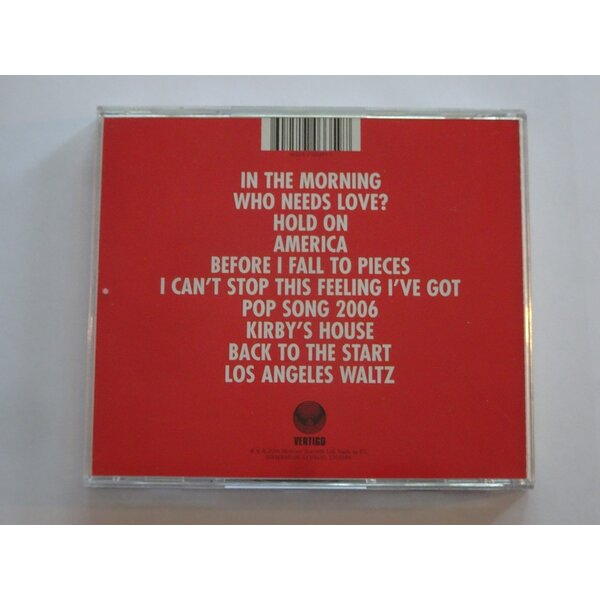 IN THE MORNING
WHO NEEDS LOVE?
HOLD ON
AMERICA
BEFORE I FALL TO PIECES
I CAN'T STOP THIS FEELING I'VE GOT
POP SONG 2006
KIRBY'S HOUSE
BACK TO THE START
LOS ANGELES WALTZ
VERTIGO